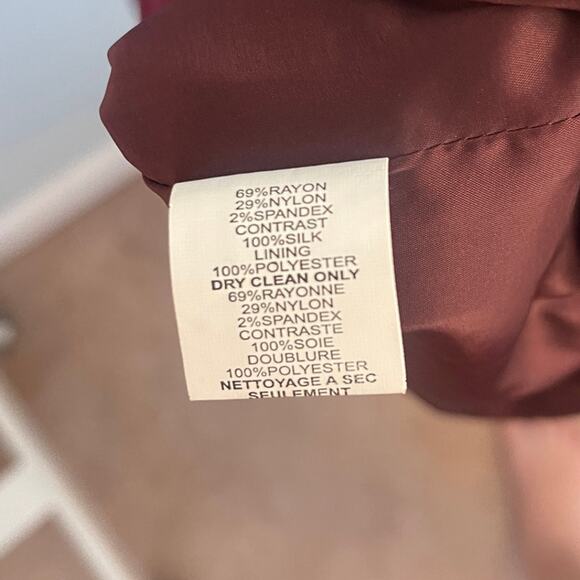 69%RAYON
29%NYLON
2%SPANDEX
CONTRAST
100%SILK
LINING
100%POLYESTER
DRY CLEAN ONLY
69%RAYONNE
29%NYLON
2%SPANDEX
CONTRASTE
100%SOIE
DOUBLURE
100%POLYESTER
NETTOYAGE A SEC
SEULEMENT